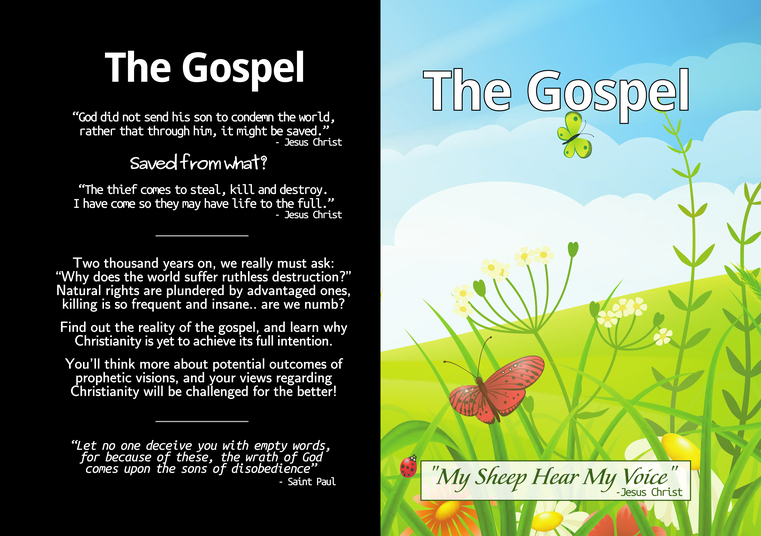 The Gospel
“God did not send his son to condemn the world,
rather that through him, it might be saved.”
- Jesus Christ
Saved from what?
“The thief comes to steal, kill and destroy.
I have come so they may have life to the full.”
- Jesus Christ
Two thousand years on, we really must ask:
“Why does the world suffer ruthless destruction?”
Natural rights are plundered by advantaged ones,
killing is so frequent and insane.. are we numb?
Find out the reality of the gospel, and learn why
Christianity is yet to achieve its full intention.
You’ll think more about potential outcomes of
prophetic visions, and your views regarding
Christianity will be challenged for the better!
“Let no one deceive you with empty words,
for because of these, the wrath of God
comes upon the sons of disobedience”
- Saint Paul
The Gospel
"My Sheep Hear My Voice"
-Jesus Christ